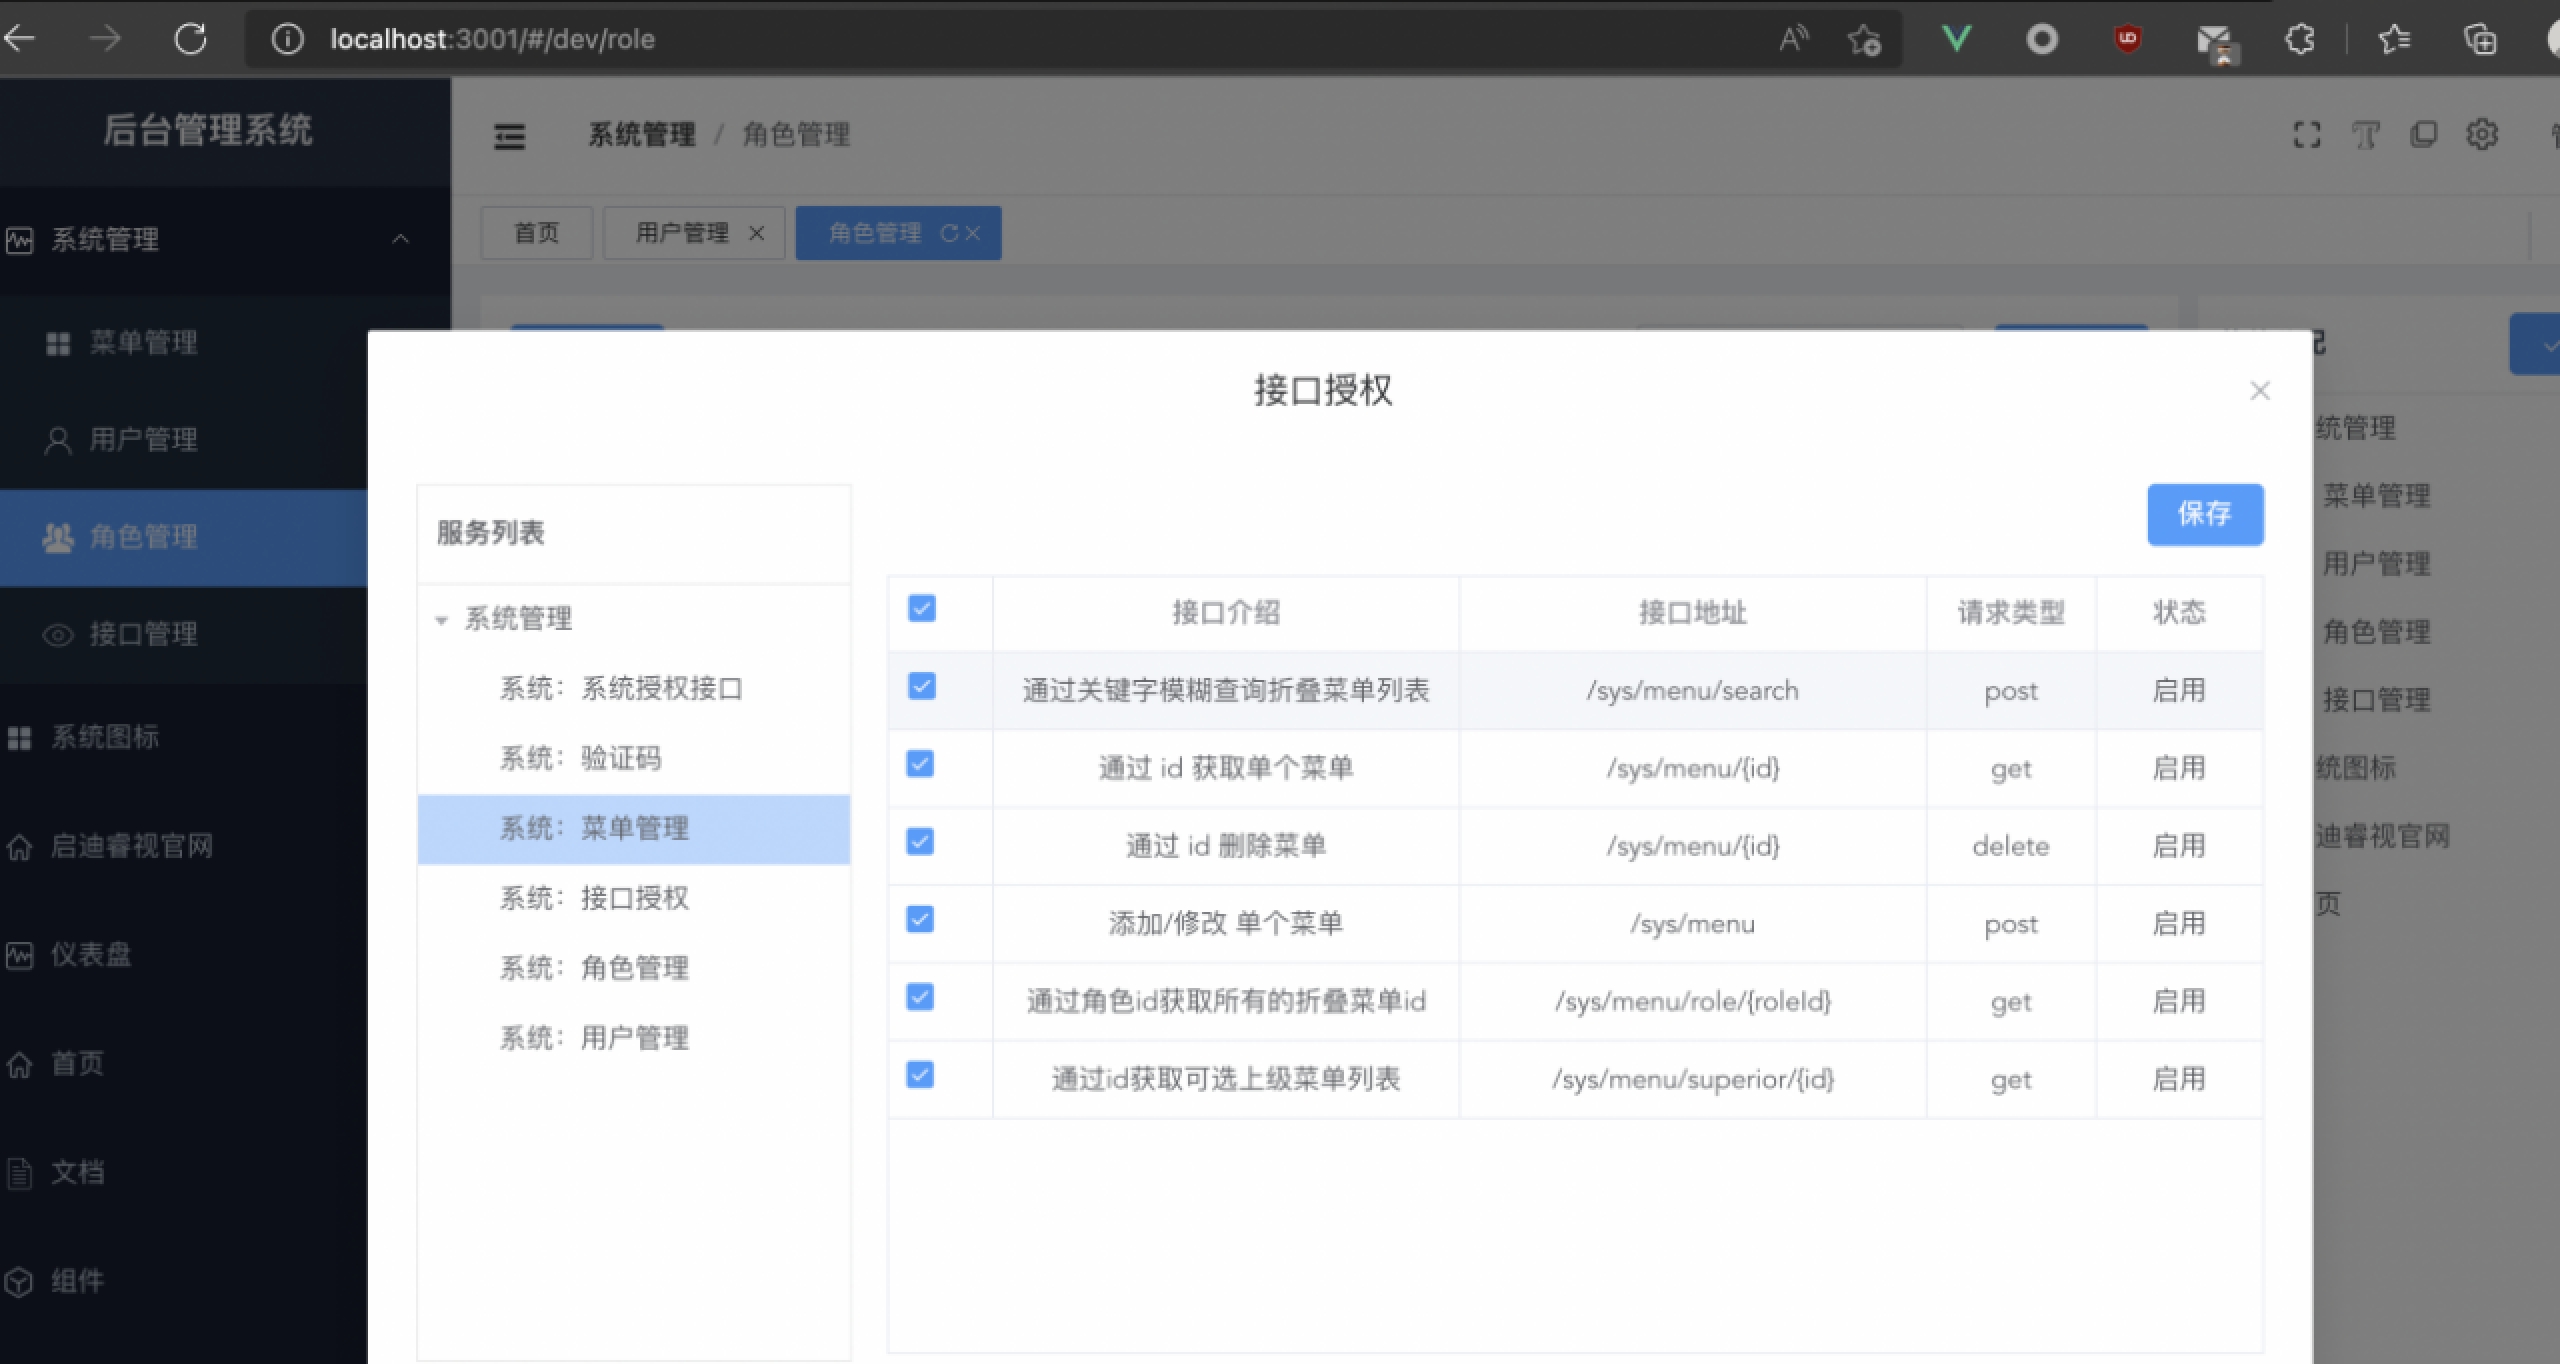 localhost:3001/#/dev/role
后台管理系统
系统管理 / 角色管理
首页 用户管理 角色管理
系统管理
菜单管理
用户管理
角色管理
接口管理
系统图标
启迪睿视官网
仪表盘
首页
文档
组件
接口授权
服务列表
系统管理
系统：系统授权接口
系统：验证码
系统：菜单管理
系统：接口授权
系统：角色管理
系统：用户管理
保存
接口介绍 接口地址 请求类型 状态
通过关键字模糊查询折叠菜单列表 /sys/menu/search post 启用
通过 id 获取单个菜单 /sys/menu/{id} get 启用
通过 id 删除菜单 /sys/menu/{id} delete 启用
添加/修改 单个菜单 /sys/menu post 启用
通过角色id获取所有的折叠菜单id /sys/menu/role/{roleId} get 启用
通过id获取可选上级菜单列表 /sys/menu/superior/{id} get 启用
统管理
菜单管理
用户管理
角色管理
接口管理
统图标
迪睿视官网
页